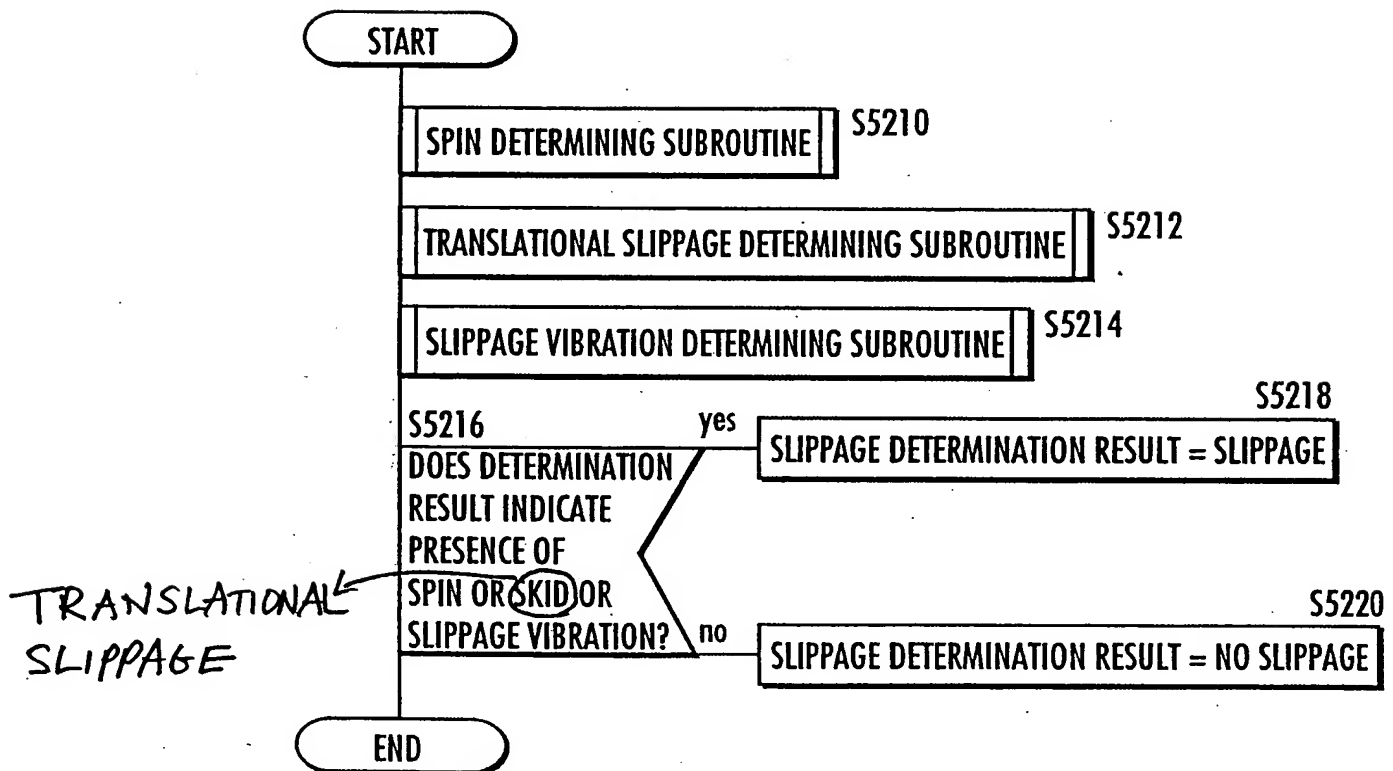 START
SPIN DETERMINING SUBROUTINE
S5210
TRANSLATIONAL SLIPPAGE DETERMINING SUBROUTINE
S5212
SLIPPAGE VIBRATION DETERMINING SUBROUTINE
S5214
S5216
DOES DETERMINATION
RESULT INDICATE
PRESENCE OF
SPIN OR SKID OR
SLIPPAGE VIBRATION?
TRANSLATIONAL
SLIPPAGE
yes
S5218
SLIPPAGE DETERMINATION RESULT = SLIPPAGE
no
S5220
SLIPPAGE DETERMINATION RESULT = NO SLIPPAGE
END